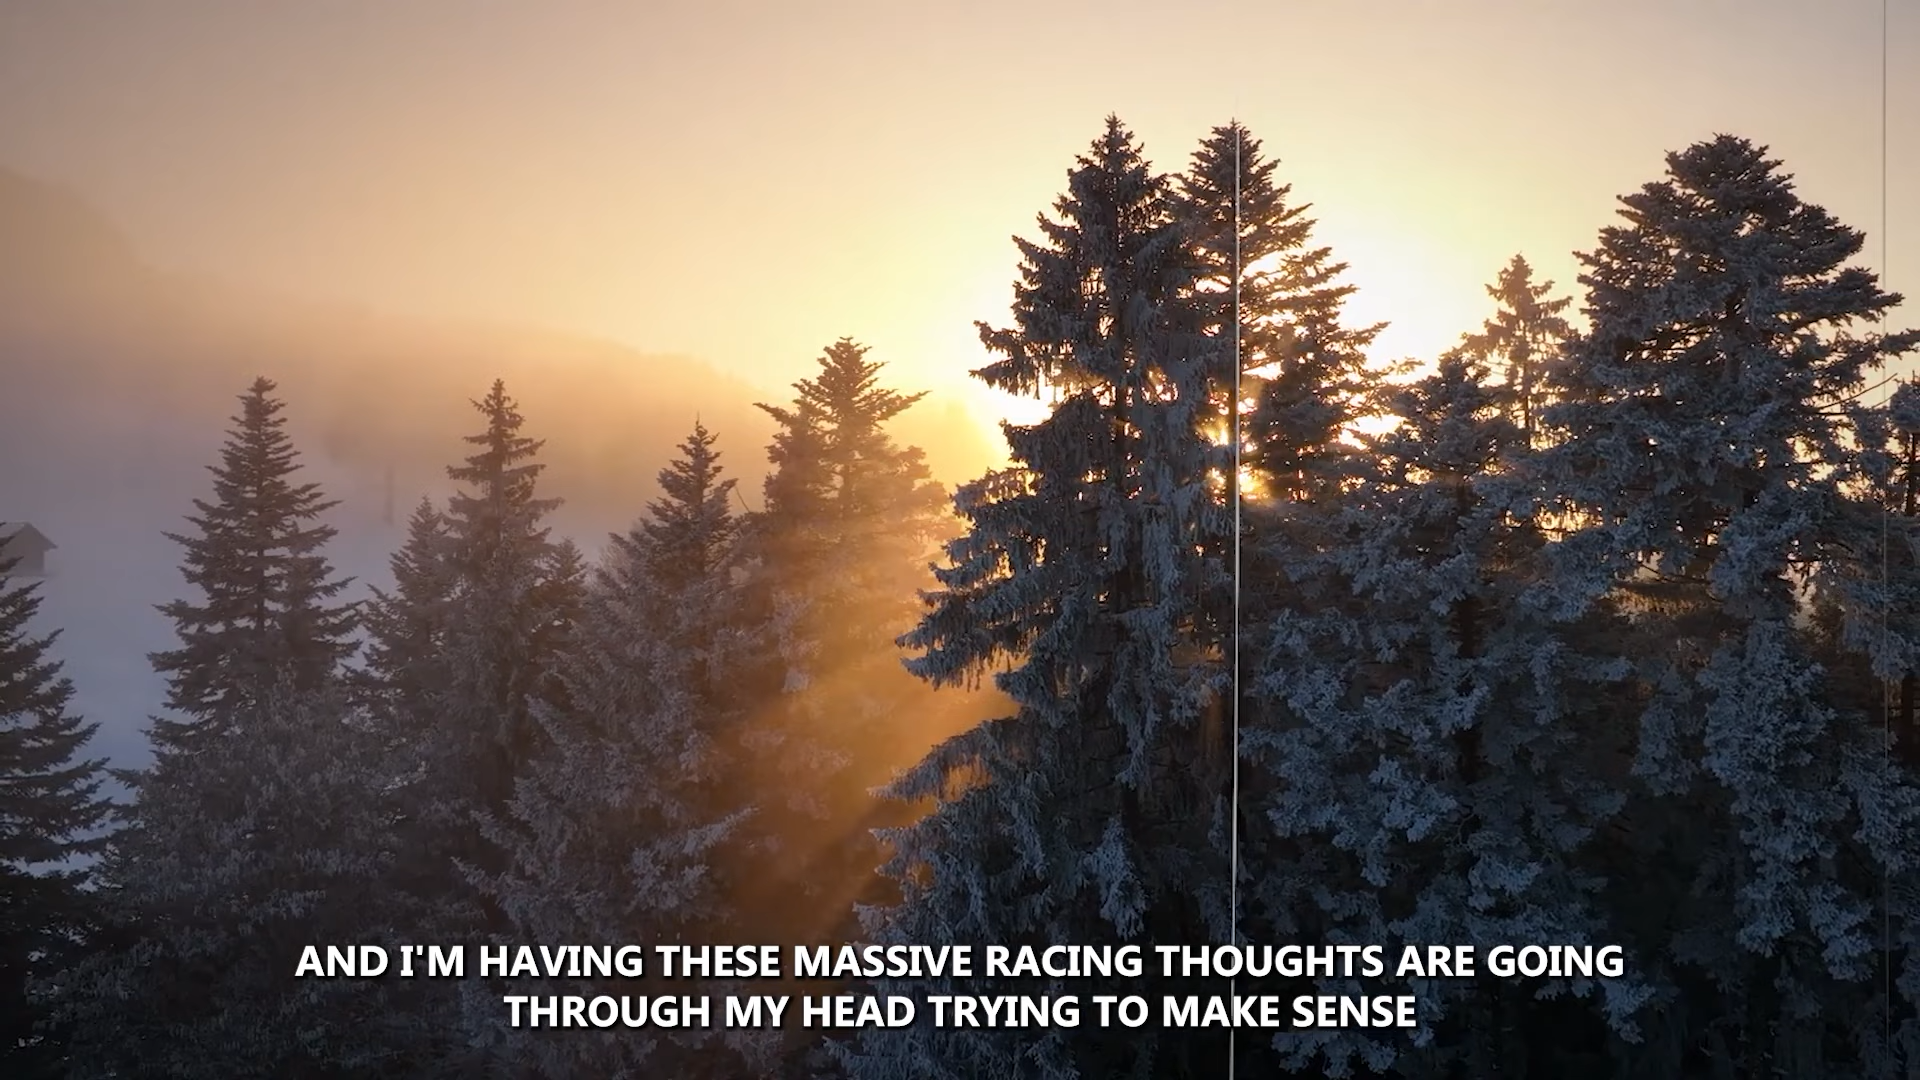 AND I'M HAVING THESE MASSIVE RACING THOUGHTS ARE GOING
THROUGH MY HEAD TRYING TO MAKE SENSE